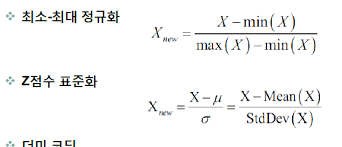 최소-최대 정규화
X_new = (X − min(X)) / (max(X) − min(X))
Z점수 표준화
X_new = (X − μ) / σ = (X − Mean(X)) / StdDev(X)